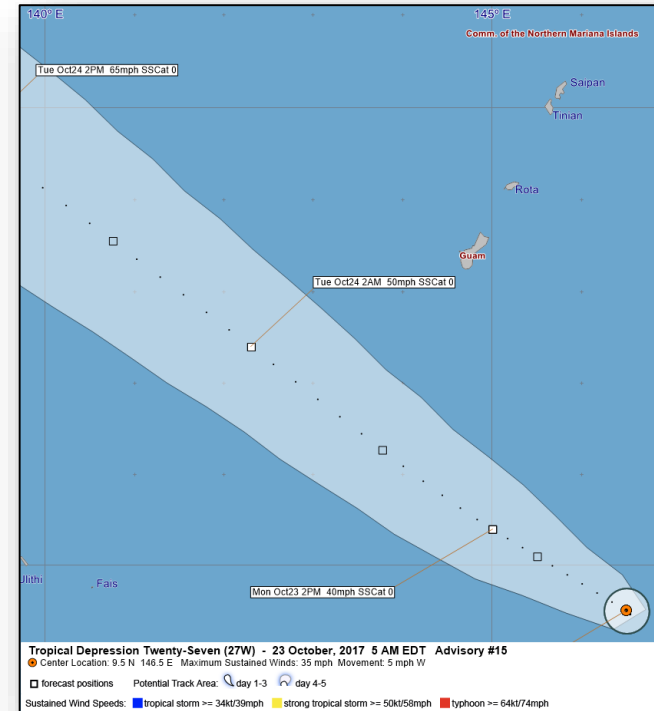 140° E
145° E
Comm. of the Northern Mariana Islands
Tue Oct24 2PM 65mph SSCat 0
Saipan
Tinian
Rota
Guam
Tue Oct24 2AM 50mph SSCat 0
Ulithi
Fais
Mon Oct23 2PM 40mph SSCat 0
Tropical Depression Twenty-Seven (27W) - 23 October, 2017 5 AM EDT Advisory #15
Center Location: 9.5 N 146.5 E Maximum Sustained Winds: 35 mph Movement: 5 mph W
forecast positions Potential Track Area: day 1-3 day 4-5
Sustained Wind Speeds: tropical storm >= 34kt/39mph strong tropical storm >= 50kt/58mph typhoon >= 64kt/74mph